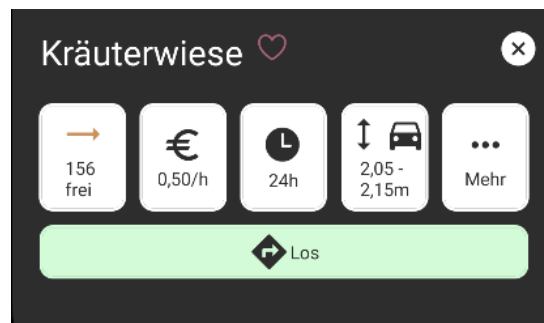 Kräuterwiese
156
frei
0,50/h
24h
2,05 -
2,15m
Mehr
Los